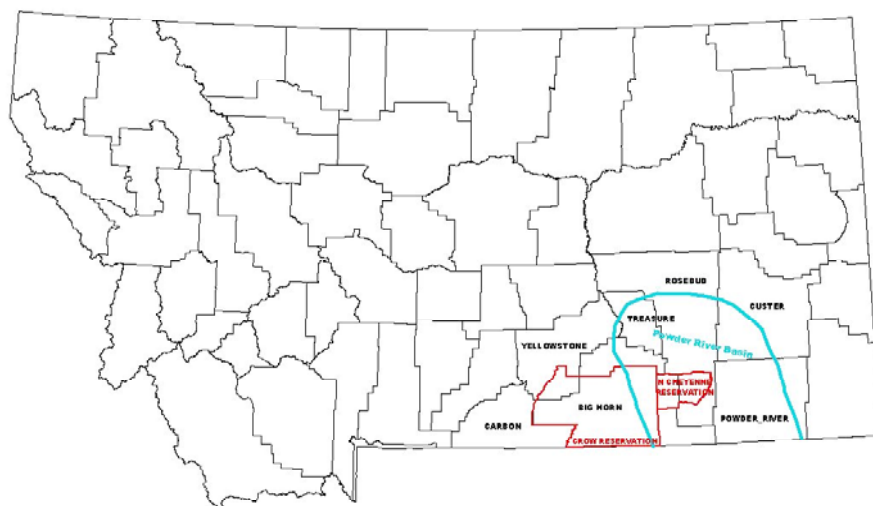 ROSEBUD
CUSTER
TREASURE
Powder River Basin
YELLOWSTONE
N CHEYENNE
RESERVATION
BIG HORN
POWDER_RIVER
CARBON
CROW RESERVATION